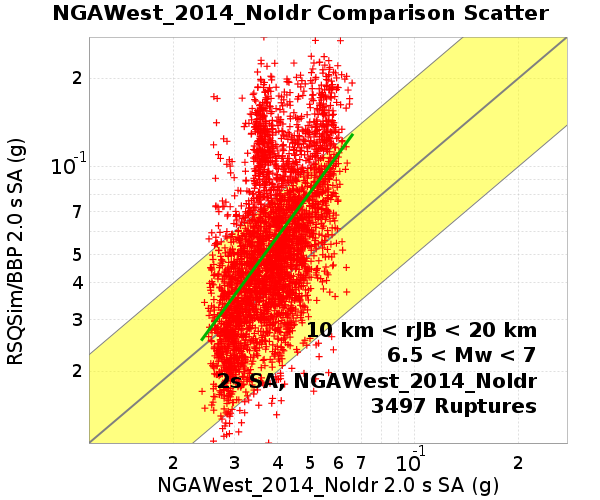 NGAWest_2014_NoIdr Comparison Scatter
RSQSim/BBP 2.0 s SA (g)
2
10⁻¹
7
5
4
3
2
10 km < rJB < 20 km
6.5 < Mw < 7
2s SA, NGAWest_2014_NoIdr
3497 Ruptures
2 3 4 5 6 7 10⁻¹ 2
NGAWest_2014_NoIdr 2.0 s SA (g)